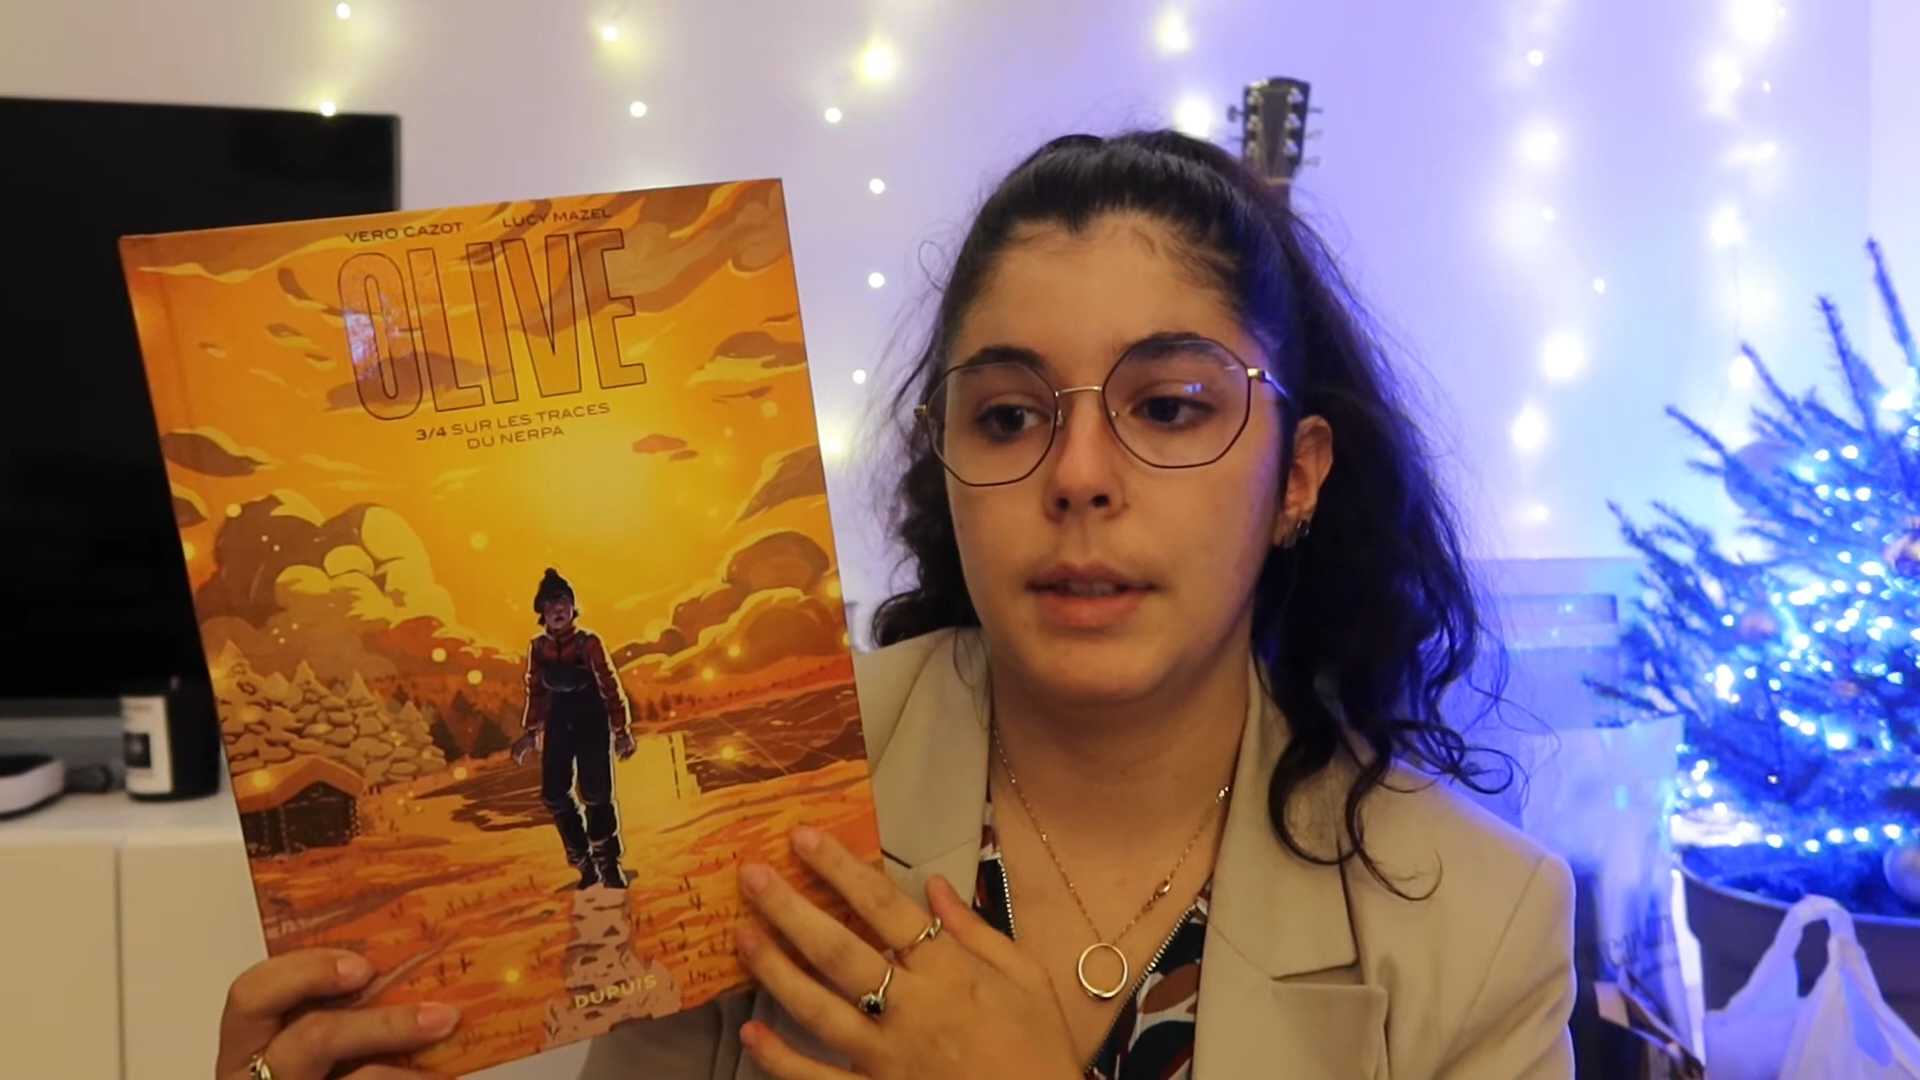 VERO CAZOT LUCY MAZEL
OLIVE
3/4 SUR LES TRACES
DU NERPA
DUPUIS